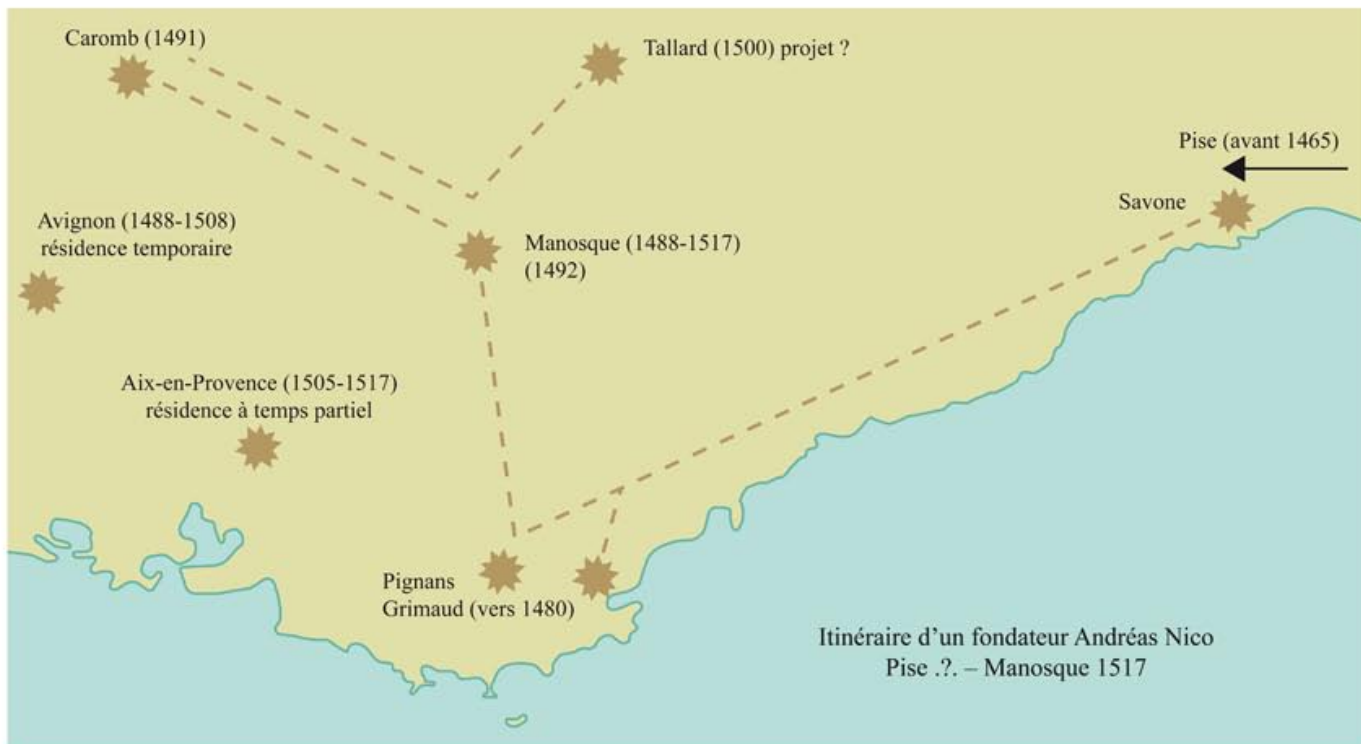 Caromb (1491)
Tallard (1500) projet ?
Pise (avant 1465)
Savone
Avignon (1488-1508)
résidence temporaire
Manosque (1488-1517)
(1492)
Aix-en-Provence (1505-1517)
résidence à temps partiel
Pignans
Grimaud (vers 1480)
Itinéraire d’un fondateur Andréas Nico
Pise .?. – Manosque 1517